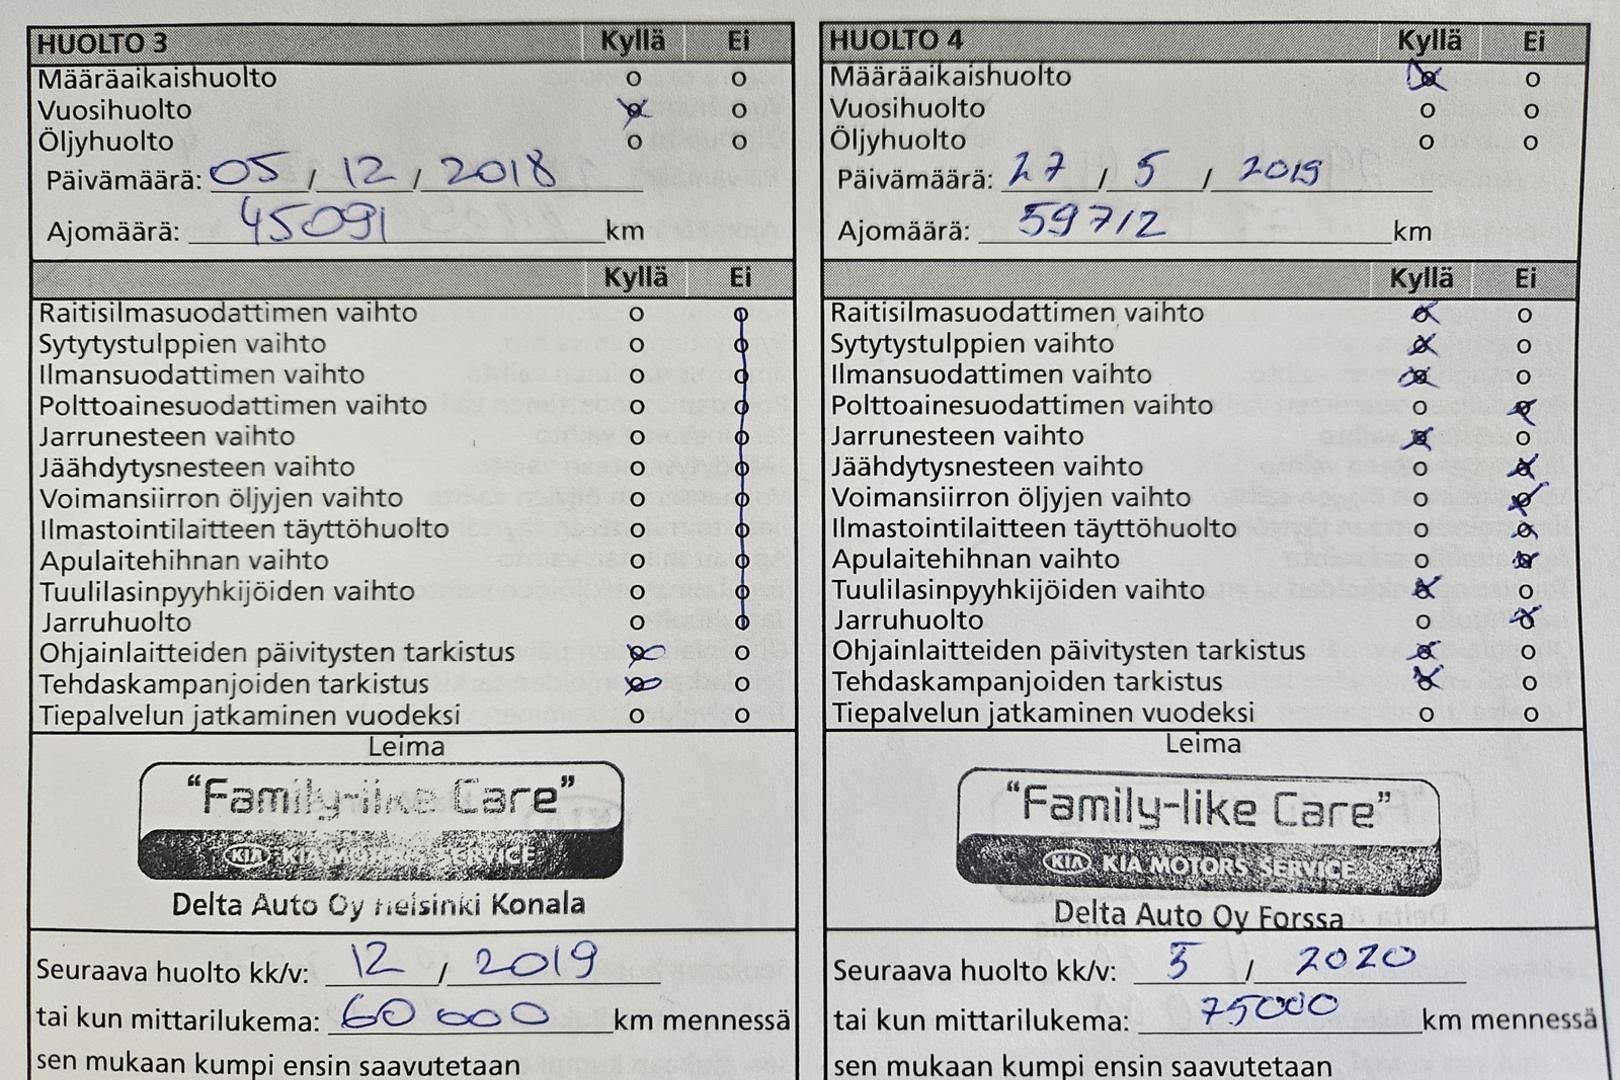 HUOLTO 3 Kyllä Ei
Määräaikaishuolto
Vuosihuolto
Öljyhuolto
Päivämäärä: 05 / 12 / 2018
Ajomäärä: 45091 km
Kyllä Ei
Raitisilmasuodattimen vaihto
Sytytystulppien vaihto
Ilmansuodattimen vaihto
Polttoainesuodattimen vaihto
Jarrunesteen vaihto
Jäähdytysnesteen vaihto
Voimansiirron öljyjen vaihto
Ilmastointilaitteen täyttöhuolto
Apulaitehihnan vaihto
Tuulilasinpyyhkijöiden vaihto
Jarruhuolto
Ohjainlaitteiden päivitysten tarkistus
Tehdaskampanjoiden tarkistus
Tiepalvelun jatkaminen vuodeksi
Leima
"Family-like Care"
KIA KIA MOTORS SERVICE
Delta Auto Oy Helsinki Konala
Seuraava huolto kk/v: 12 / 2019
tai kun mittarilukema: 60 000 km mennessä
sen mukaan kumpi ensin saavutetaan
HUOLTO 4 Kyllä Ei
Määräaikaishuolto
Vuosihuolto
Öljyhuolto
Päivämäärä: 27 / 5 / 2019
Ajomäärä: 59712 km
Kyllä Ei
Raitisilmasuodattimen vaihto
Sytytystulppien vaihto
Ilmansuodattimen vaihto
Polttoainesuodattimen vaihto
Jarrunesteen vaihto
Jäähdytysnesteen vaihto
Voimansiirron öljyjen vaihto
Ilmastointilaitteen täyttöhuolto
Apulaitehihnan vaihto
Tuulilasinpyyhkijöiden vaihto
Jarruhuolto
Ohjainlaitteiden päivitysten tarkistus
Tehdaskampanjoiden tarkistus
Tiepalvelun jatkaminen vuodeksi
Leima
"Family-like Care"
KIA KIA MOTORS SERVICE
Delta Auto Oy Forssa
Seuraava huolto kk/v: 5 / 2020
tai kun mittarilukema: 75000 km mennessä
sen mukaan kumpi ensin saavutetaan